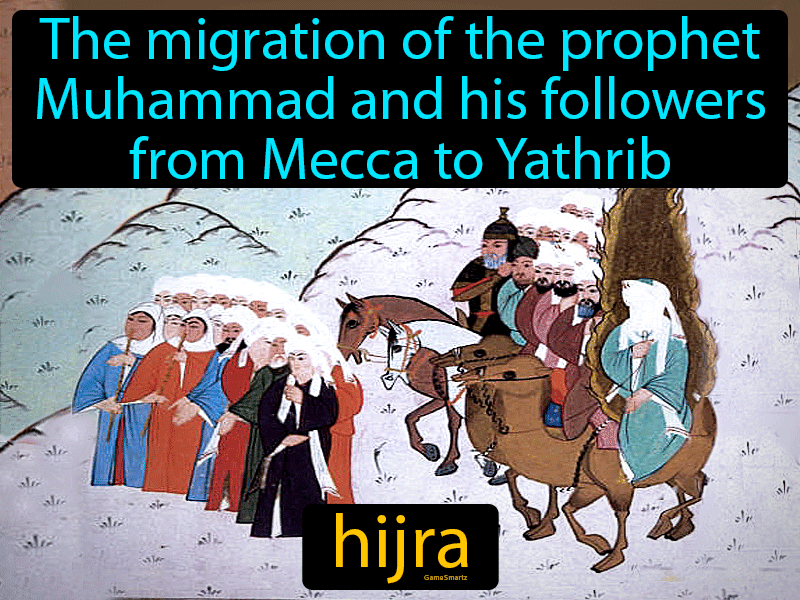 The migration of the prophet
Muhammad and his followers
from Mecca to Yathrib
hijra
GameSmartz